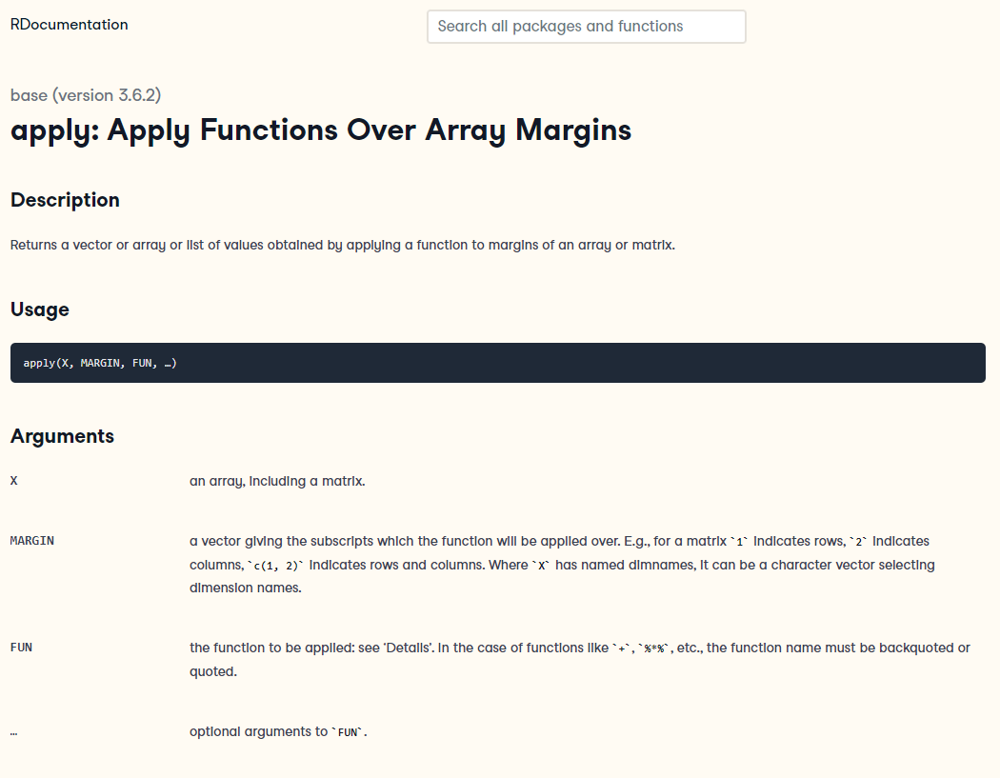 RDocumentation
Search all packages and functions
base (version 3.6.2)
apply: Apply Functions Over Array Margins
Description
Returns a vector or array or list of values obtained by applying a function to margins of an array or matrix.
Usage
apply(X, MARGIN, FUN, …)
Arguments
X
an array, including a matrix.
MARGIN
a vector giving the subscripts which the function will be applied over. E.g., for a matrix `1` indicates rows, `2` indicates
columns, `c(1, 2)` indicates rows and columns. Where `X` has named dimnames, it can be a character vector selecting
dimension names.
FUN
the function to be applied: see ‘Details’. In the case of functions like `+`, `%*%`, etc., the function name must be backquoted or
quoted.
…
optional arguments to `FUN`.